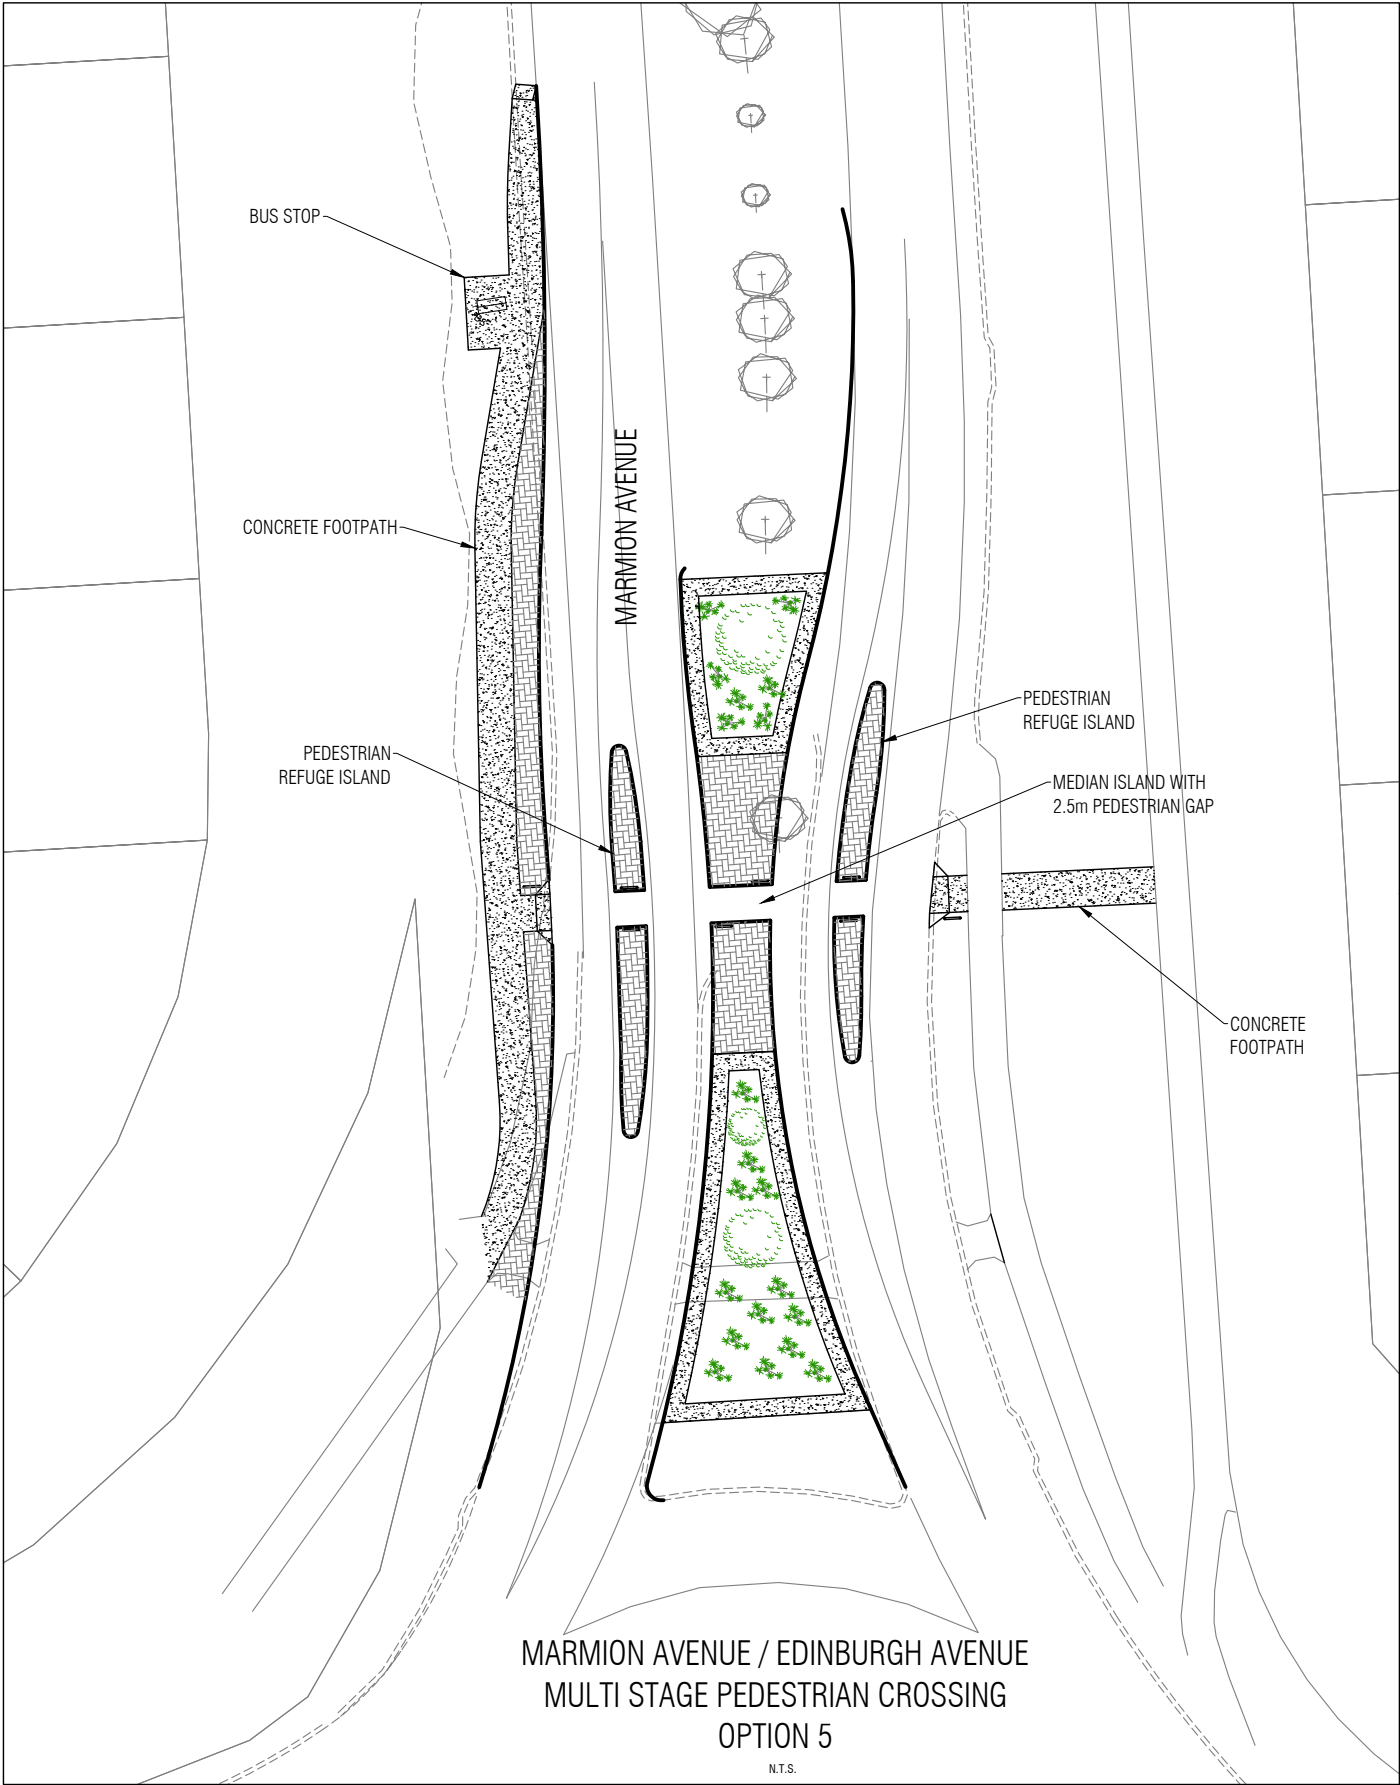 BUS STOP
MARMION AVENUE
CONCRETE FOOTPATH
PEDESTRIAN
REFUGE ISLAND
PEDESTRIAN
REFUGE ISLAND
MEDIAN ISLAND WITH
2.5m PEDESTRIAN GAP
CONCRETE
FOOTPATH
MARMION AVENUE / EDINBURGH AVENUE
MULTI STAGE PEDESTRIAN CROSSING
OPTION 5
N.T.S.